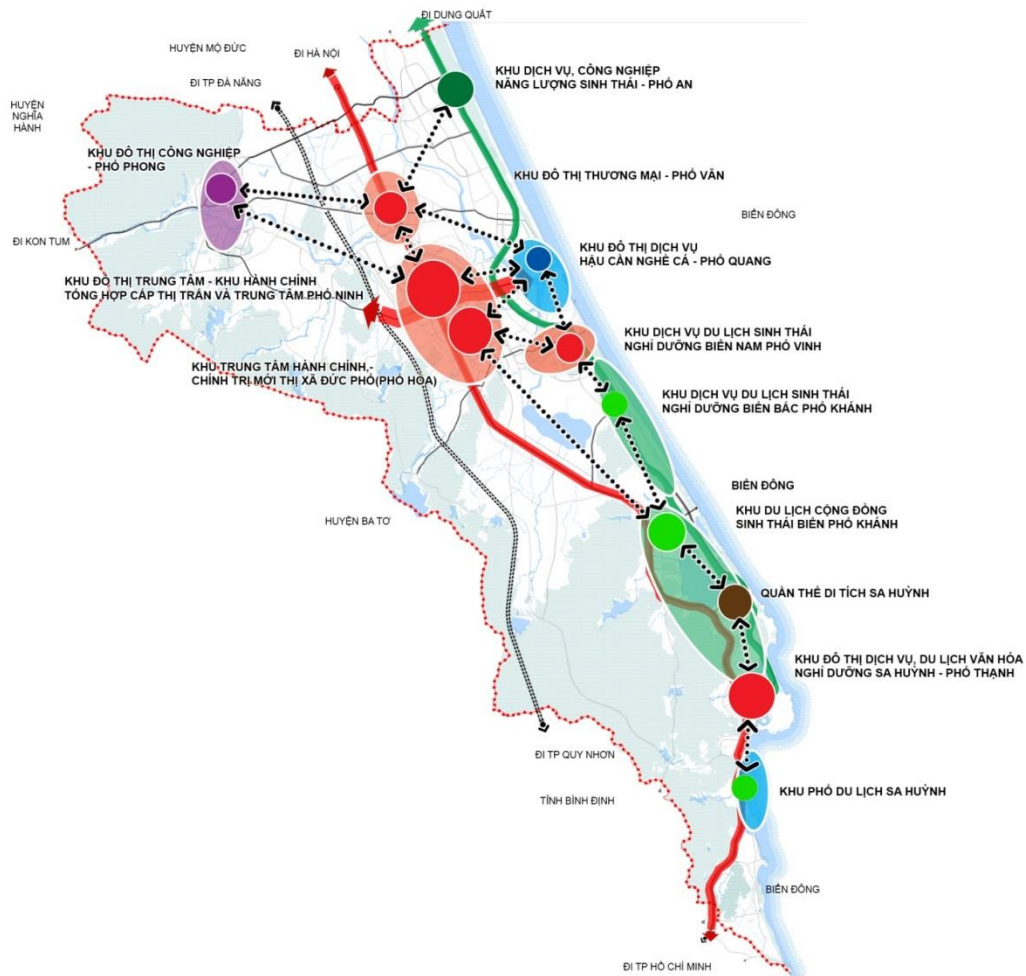 ĐI DUNG QUẤT
HUYỆN MỘ ĐỨC
ĐI HÀ NỘI
ĐI TP ĐÀ NĂNG
KHU DỊCH VỤ, CÔNG NGHIỆP
NĂNG LƯỢNG SINH THÁI - PHỔ AN
HUYỆN
NGHĨA
HÀNH
KHU ĐÔ THỊ CÔNG NGHIỆP
- PHỔ PHONG
KHU ĐÔ THỊ THƯƠNG MẠI - PHỔ VĂN
BIỂN ĐÔNG
ĐI KON TUM
KHU ĐÔ THỊ DỊCH VỤ
HẬU CẦN NGHỀ CÁ - PHỔ QUANG
KHU ĐÔ THỊ TRUNG TÂM - KHU HÀNH CHÍNH
TỔNG HỢP CẤP THỊ TRẤN VÀ TRUNG TÂM PHỔ NINH
KHU DỊCH VỤ DU LỊCH SINH THÁI
NGHỈ DƯỠNG BIỂN NAM PHỔ VINH
KHU TRUNG TÂM HÀNH CHÍNH,-
CHÍNH TRỊ MỚI THỊ XÃ ĐỨC PHỔ(PHỔ HÒA)
KHU DỊCH VỤ DU LỊCH SINH THÁI
NGHỈ DƯỠNG BIỂN BẮC PHỔ KHÁNH
BIỂN ĐÔNG
KHU DU LỊCH CỘNG ĐỒNG
SINH THÁI BIỂN PHỔ KHÁNH
HUYỆN BA TƠ
QUẦN THỂ DI TÍCH SA HUỲNH
KHU ĐÔ THỊ DỊCH VỤ, DU LỊCH VĂN HÓA
NGHỈ DƯỠNG SA HUỲNH - PHỔ THẠNH
ĐI TP QUY NHƠN
TỈNH BÌNH ĐỊNH
KHU PHỐ DU LỊCH SA HUỲNH
BIỂN ĐÔNG
ĐI TP HỒ CHÍ MINH